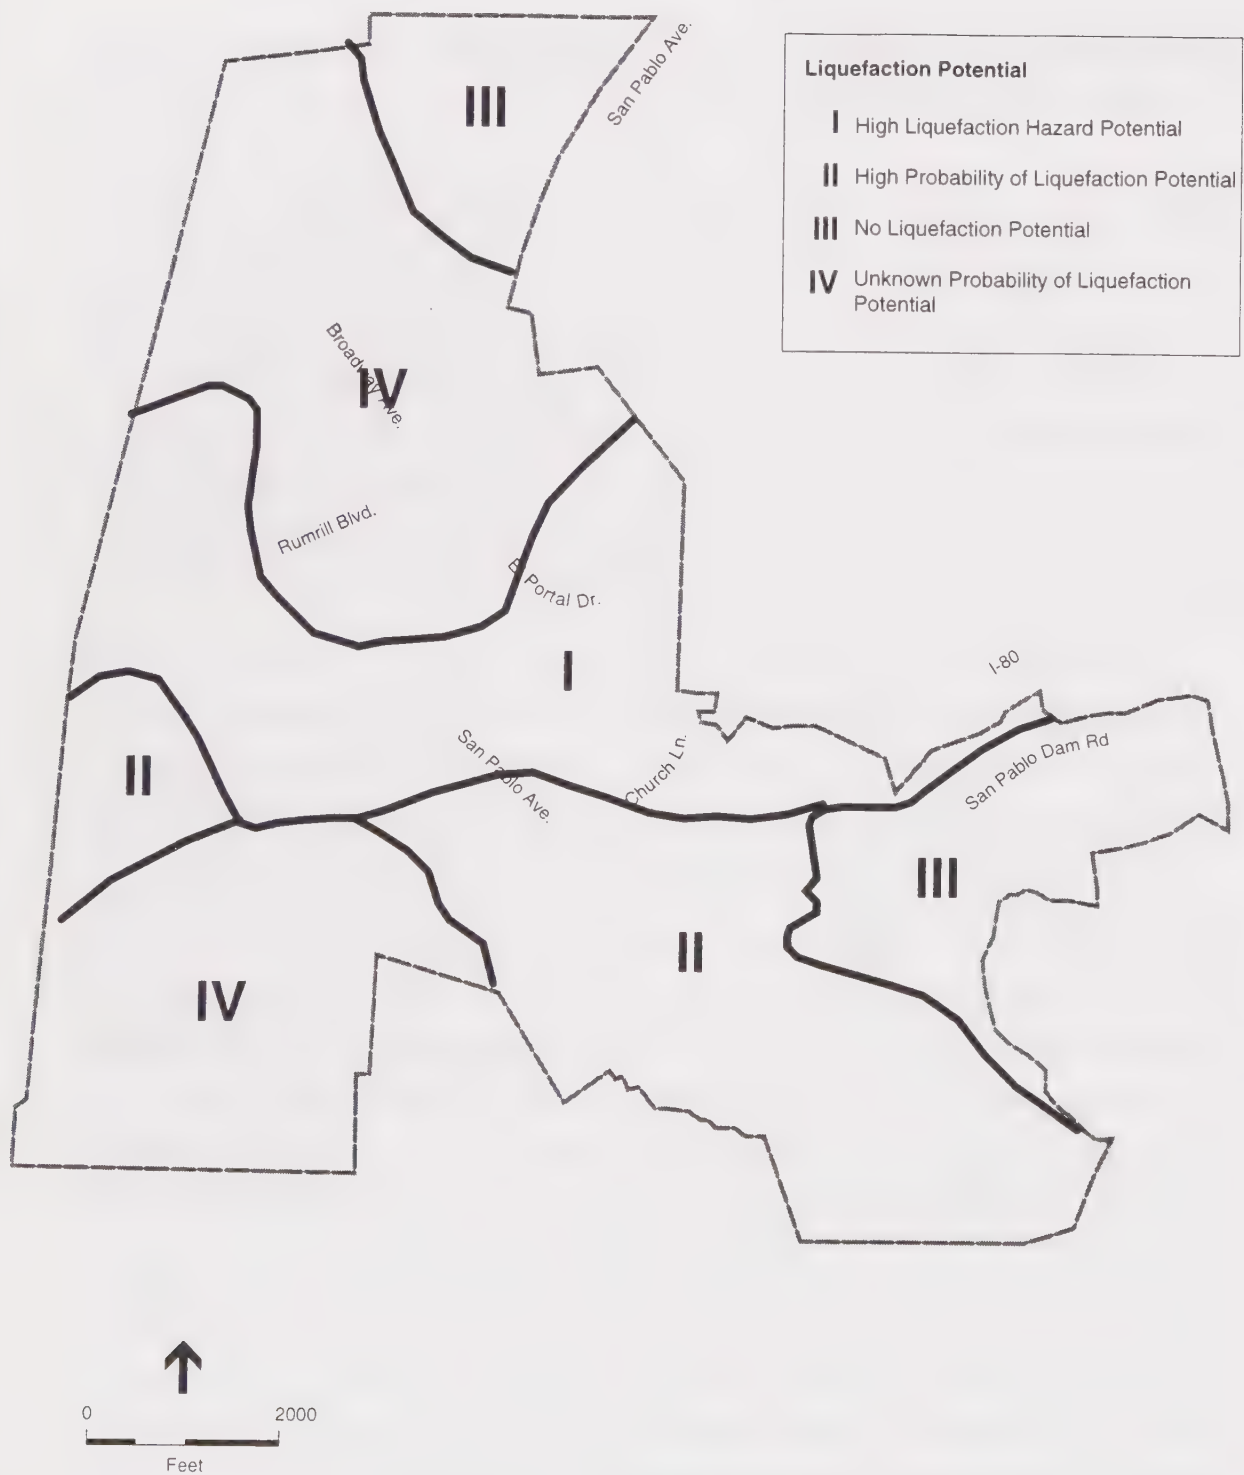 San Pablo Ave.
III
Liquefaction Potential
I High Liquefaction Hazard Potential
II High Probability of Liquefaction Potential
III No Liquefaction Potential
IV Unknown Probability of Liquefaction
Potential
Broadway Ave.
IV
Rumrill Blvd.
Portal Dr.
I
I-80
San Pablo Ave.
Church Ln.
San Pablo Dam Rd
II
III
II
IV
0 2000
Feet